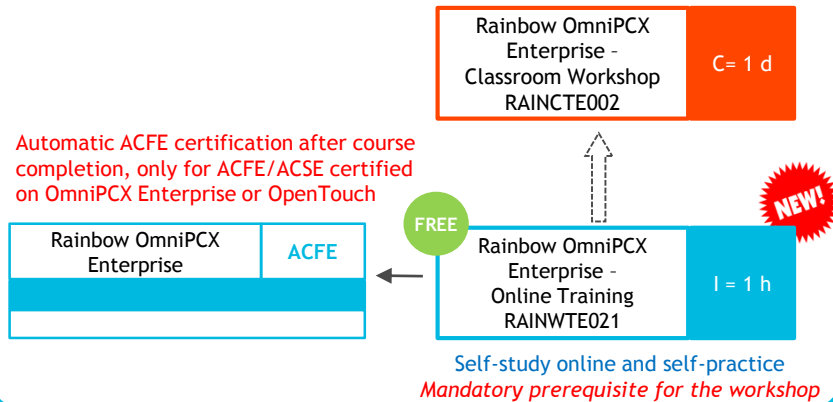 Rainbow OmniPCX
Enterprise –
Classroom Workshop
RAINCTE002
C= 1 d
Automatic ACFE certification after course
completion, only for ACFE/ACSE certified
on OmniPCX Enterprise or OpenTouch
FREE
NEW!
Rainbow OmniPCX
Enterprise
ACFE
Rainbow OmniPCX
Enterprise –
Online Training
RAINWTE021
I = 1 h
Self-study online and self-practice
Mandatory prerequisite for the workshop